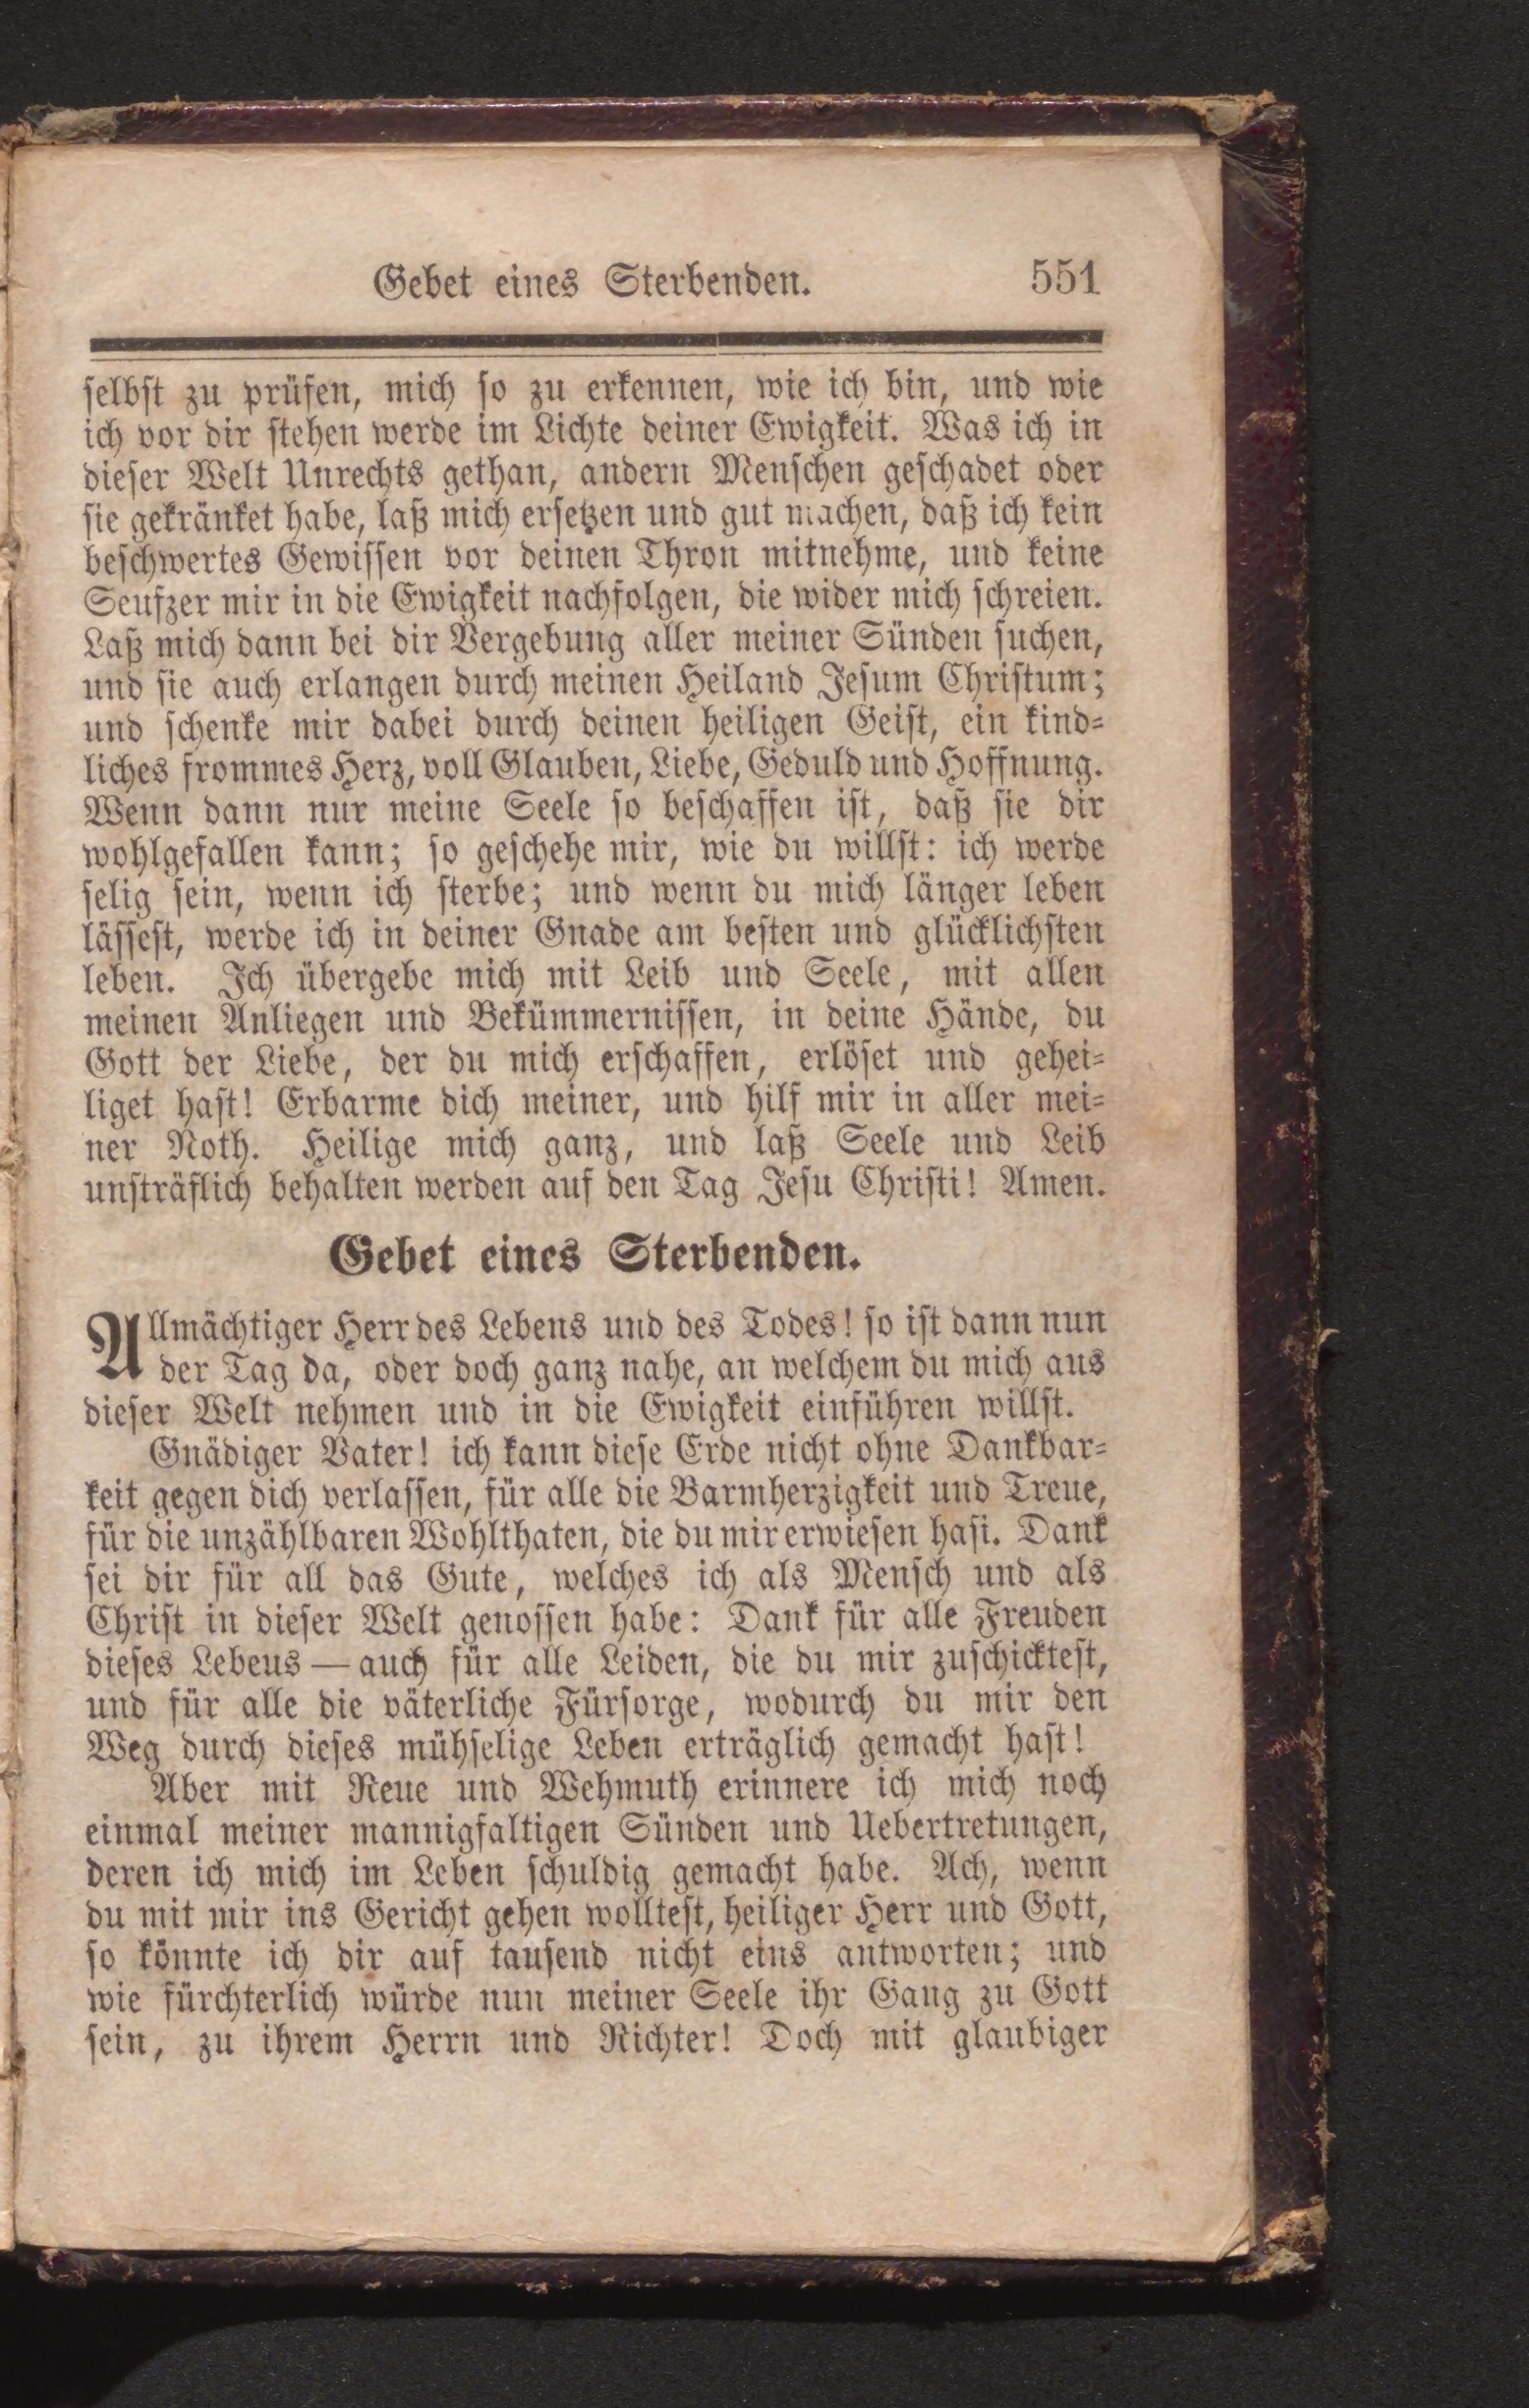 Gebet eines Sterbenden. 551
selbst zu prüfen, mich so zu erkennen, wie ich bin, und wie
ich vor dir stehen werde im Lichte deiner Ewigkeit. Was ich in
dieser Welt Unrechts gethan, andern Menschen geschadet oder
sie gekränket habe, laß mich ersetzen und gut machen, daß ich kein
beschwertes Gewissen vor deinen Thron mitnehme, und keine
Seufzer mir in die Ewigkeit nachfolgen, die wider mich schreien.
Laß mich dann bei dir Vergebung aller meiner Sünden suchen,
und sie auch erlangen durch meinen Heiland Jesum Christum;
und schenke mir dabei durch deinen heiligen Geist, ein kind-
liches frommes Herz, voll Glauben, Liebe, Geduld und Hoffnung.
Wenn dann nur meine Seele so beschaffen ist, daß sie dir
wohlgefallen kann; so geschehe mir, wie du willst: ich werde
selig sein, wenn ich sterbe; und wenn du mich länger leben
lässest, werde ich in deiner Gnade am besten und glücklichsten
leben. Ich übergebe mich mit Leib und Seele, mit allen
meinen Anliegen und Bekümmernissen, in deine Hände, du
Gott der Liebe, der du mich erschaffen, erlöset und gehei-
liget hast! Erbarme dich meiner, und hilf mir in aller mei-
ner Noth. Heilige mich ganz, und laß Seele und Leib
unsträflich behalten werden auf den Tag Jesu Christi! Amen.
Gebet eines Sterbenden.
Allmächtiger Herr des Lebens und des Todes! so ist dann nun
der Tag da, oder doch ganz nahe, an welchem du mich aus
dieser Welt nehmen und in die Ewigkeit einführen willst.
Gnädiger Vater! ich kann diese Erde nicht ohne Dankbar-
keit gegen dich verlassen, für alle die Barmherzigkeit und Treue,
für die unzählbaren Wohlthaten, die du mir erwiesen hasi. Dank
sei dir für all das Gute, welches ich als Mensch und als
Christ in dieser Welt genossen habe: Dank für alle Freuden
dieses Lebeus — auch für alle Leiden, die du mir zuschicktest,
und für alle die väterliche Fürsorge, wodurch du mir den
Weg durch dieses mühselige Leben erträglich gemacht hast!
Aber mit Reue und Wehmuth erinnere ich mich noch
einmal meiner mannigfaltigen Sünden und Uebertretungen,
deren ich mich im Leben schuldig gemacht habe. Ach, wenn
du mit mir ins Gericht gehen wolltest, heiliger Herr und Gott,
so könnte ich dir auf tausend nicht eins antworten; und
wie fürchterlich würde nun meiner Seele ihr Gang zu Gott
sein, zu ihrem Herrn und Richter! Doch mit glaubiger